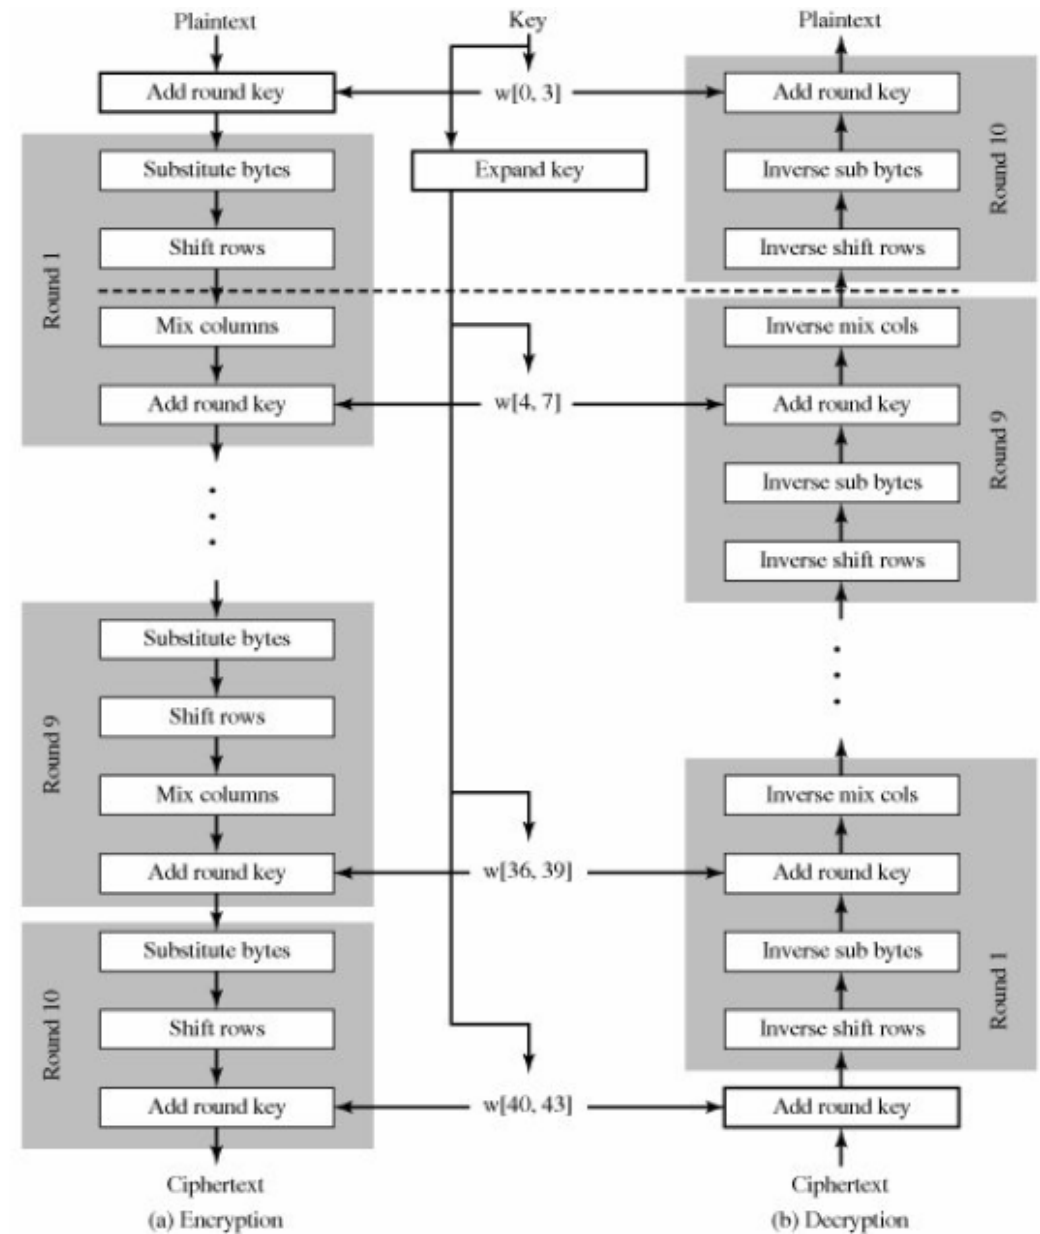 Plaintext
Key
Plaintext
Add round key
w[0, 3]
Add round key
Substitute bytes
Expand key
Inverse sub bytes
Round 10
Shift rows
Inverse shift rows
Round 1
Mix columns
Inverse mix cols
Add round key
w[4, 7]
Add round key
Round 9
Inverse sub bytes
Inverse shift rows
Substitute bytes
Shift rows
Round 9
Mix columns
Inverse mix cols
Add round key
w[36, 39]
Add round key
Substitute bytes
Inverse sub bytes
Round 1
Shift rows
Inverse shift rows
Round 10
Add round key
w[40, 43]
Add round key
Ciphertext
Ciphertext
(a) Encryption
(b) Decryption